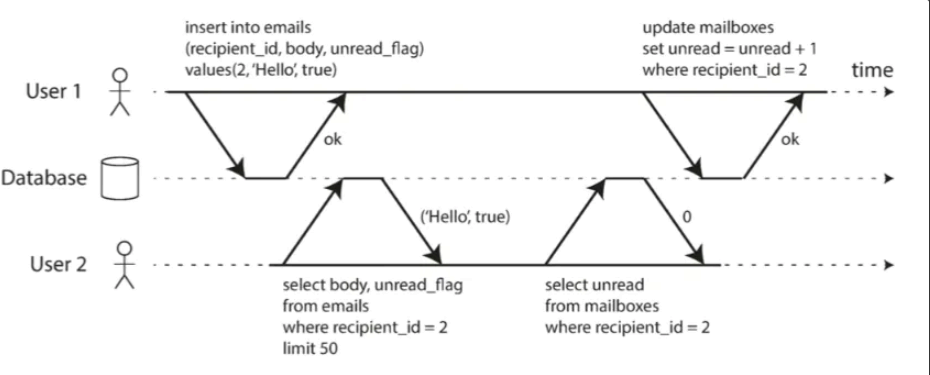 insert into emails
(recipient_id, body, unread_flag)
values(2, ‘Hello’, true)
update mailboxes
set unread = unread + 1
where recipient_id = 2
time
User 1
ok
ok
Database
(‘Hello’, true)
0
User 2
select body, unread_flag
from emails
where recipient_id = 2
limit 50
select unread
from mailboxes
where recipient_id = 2